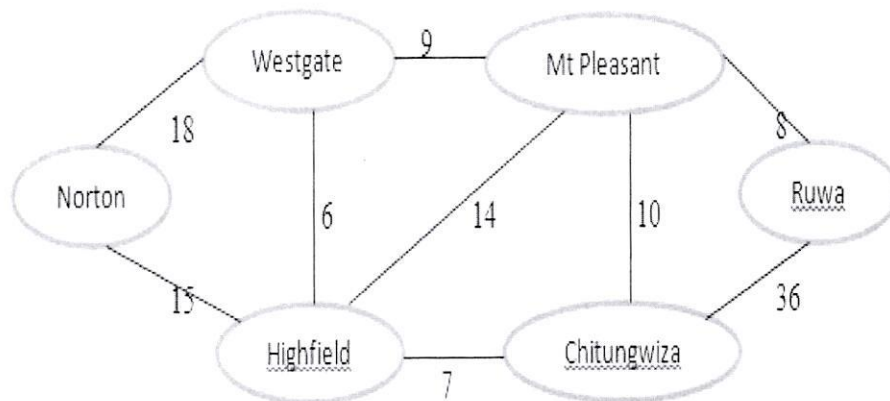 Westgate
9
Mt Pleasant
18
8
Norton
6
14
10
Ruwa
15
36
Highfield
Chitungwiza
7